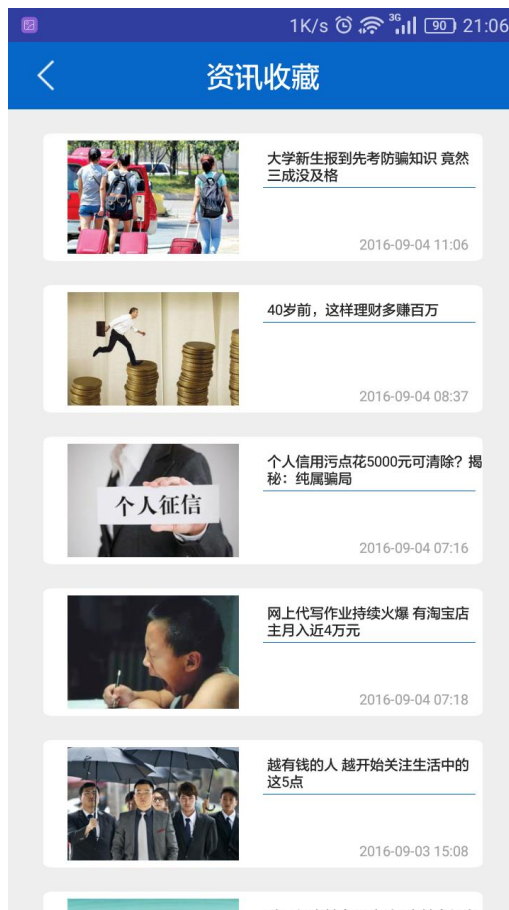 1K/s 3G 90 21:06
资讯收藏
大学新生报到先考防骗知识 竟然
三成没及格
2016-09-04 11:06
40岁前，这样理财多赚百万
2016-09-04 08:37
个人信用污点花5000元可清除？揭
秘：纯属骗局
个人征信
2016-09-04 07:16
网上代写作业持续火爆 有淘宝店
主月入近4万元
2016-09-04 07:18
越有钱的人 越开始关注生活中的
这5点
2016-09-03 15:08